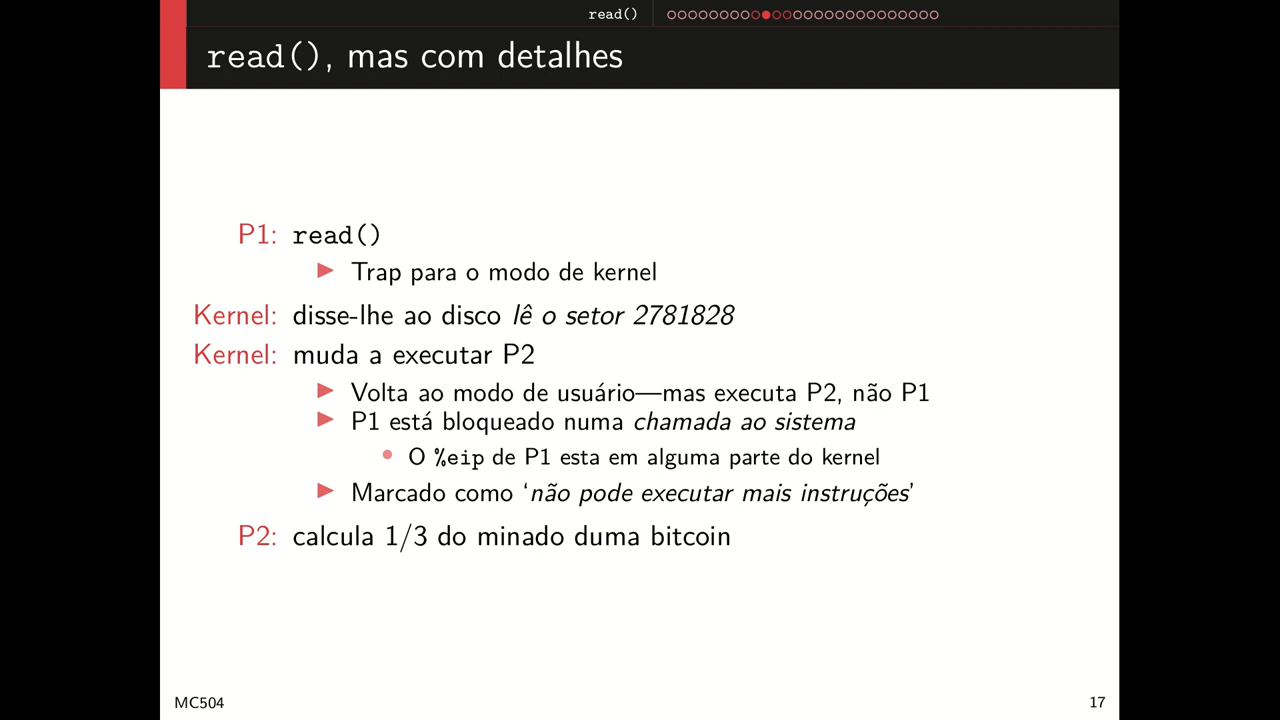 read()
read(), mas com detalhes
P1: read()
Trap para o modo de kernel
Kernel: disse-lhe ao disco lê o setor 2781828
Kernel: muda a executar P2
Volta ao modo de usuário—mas executa P2, não P1
P1 está bloqueado numa chamada ao sistema
O %eip de P1 esta em alguma parte do kernel
Marcado como ‘não pode executar mais instruções’
P2: calcula 1/3 do minado duma bitcoin
MC504
17